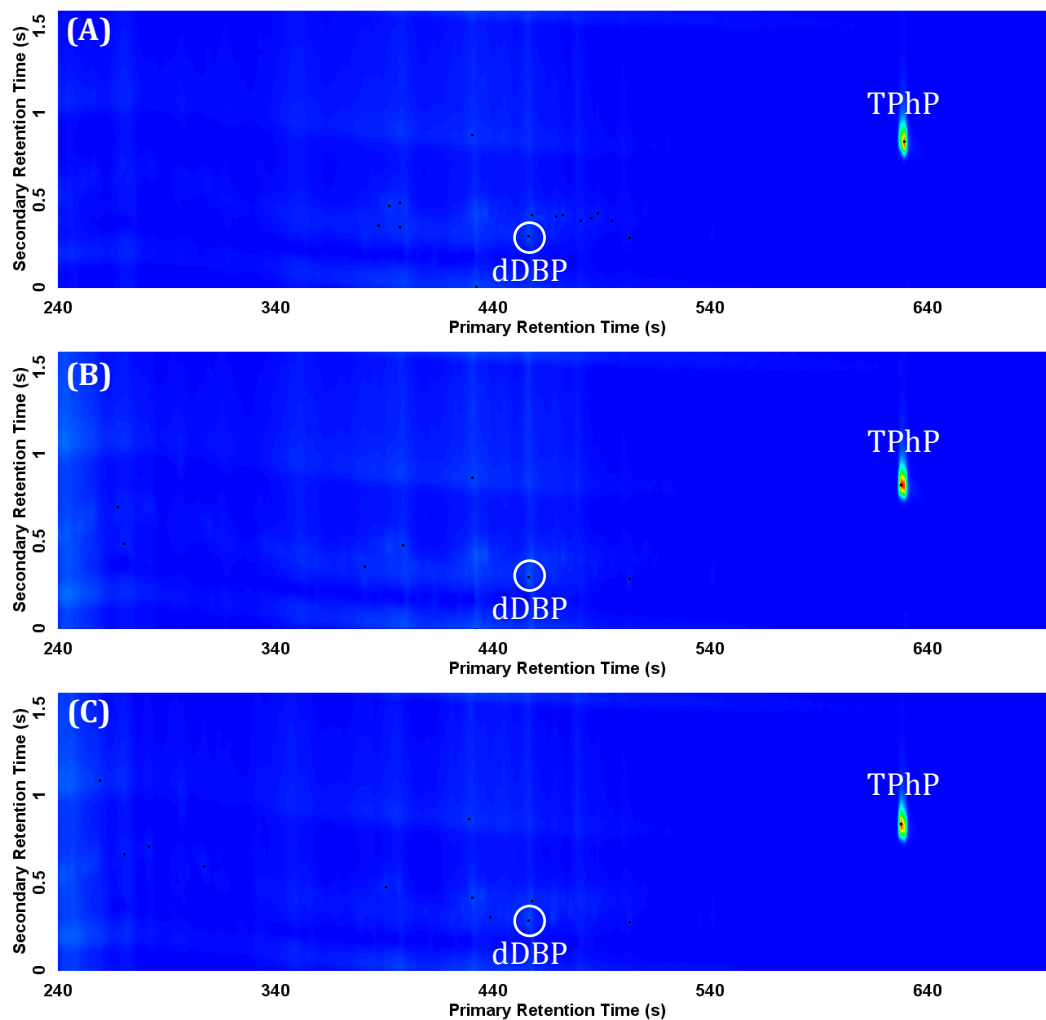 (A)
TPhP
dDBP
Secondary Retention Time (s)
0
0.5
1
1.5
240 340 440 540 640
Primary Retention Time (s)
(B)
TPhP
dDBP
Secondary Retention Time (s)
0
0.5
1
1.5
240 340 440 540 640
Primary Retention Time (s)
(C)
TPhP
dDBP
Secondary Retention Time (s)
0
0.5
1
1.5
240 340 440 540 640
Primary Retention Time (s)